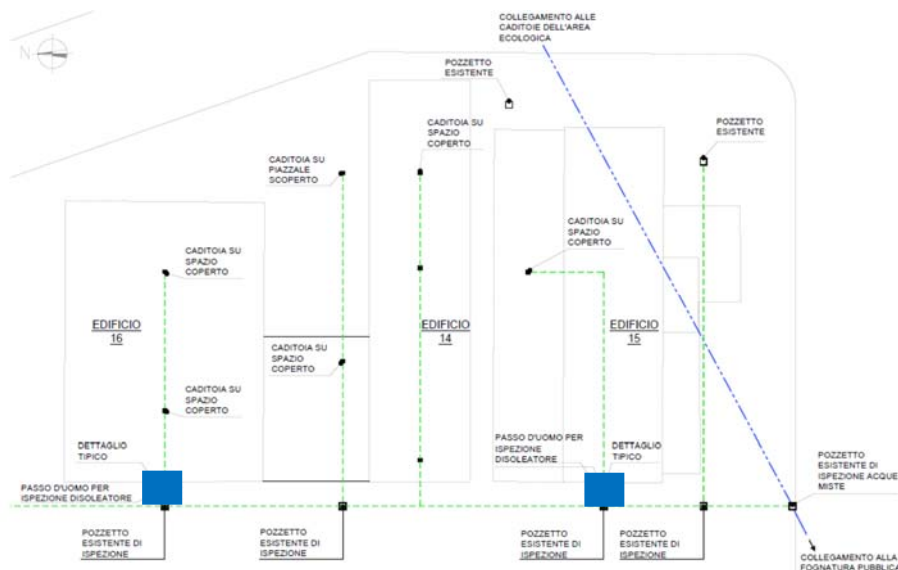 COLLEGAMENTO ALLE
CADITOIE DELL'AREA
ECOLOGICA
N
POZZETTO
ESISTENTE
CADITOIA SU
SPAZIO
COPERTO
POZZETTO
ESISTENTE
CADITOIA SU
PIAZZALE
SCOPERTO
CADITOIA SU
SPAZIO
COPERTO
CADITOIA SU
SPAZIO
COPERTO
EDIFICIO
16
EDIFICIO
14
EDIFICIO
15
CADITOIA SU
SPAZIO
COPERTO
CADITOIA SU
SPAZIO
COPERTO
DETTAGLIO
TIPICO
PASSO D'UOMO PER
ISPEZIONE
DISOLEATORE
DETTAGLIO
TIPICO
POZZETTO
ESISTENTE DI
ISPEZIONE ACQUE
MISTE
PASSO D'UOMO PER
ISPEZIONE DISOLEATORE
POZZETTO
ESISTENTE DI
ISPEZIONE
POZZETTO
ESISTENTE DI
ISPEZIONE
POZZETTO
ESISTENTE DI
ISPEZIONE
POZZETTO
ESISTENTE DI
ISPEZIONE
COLLEGAMENTO ALLA
FOGNATURA PUBBLICA